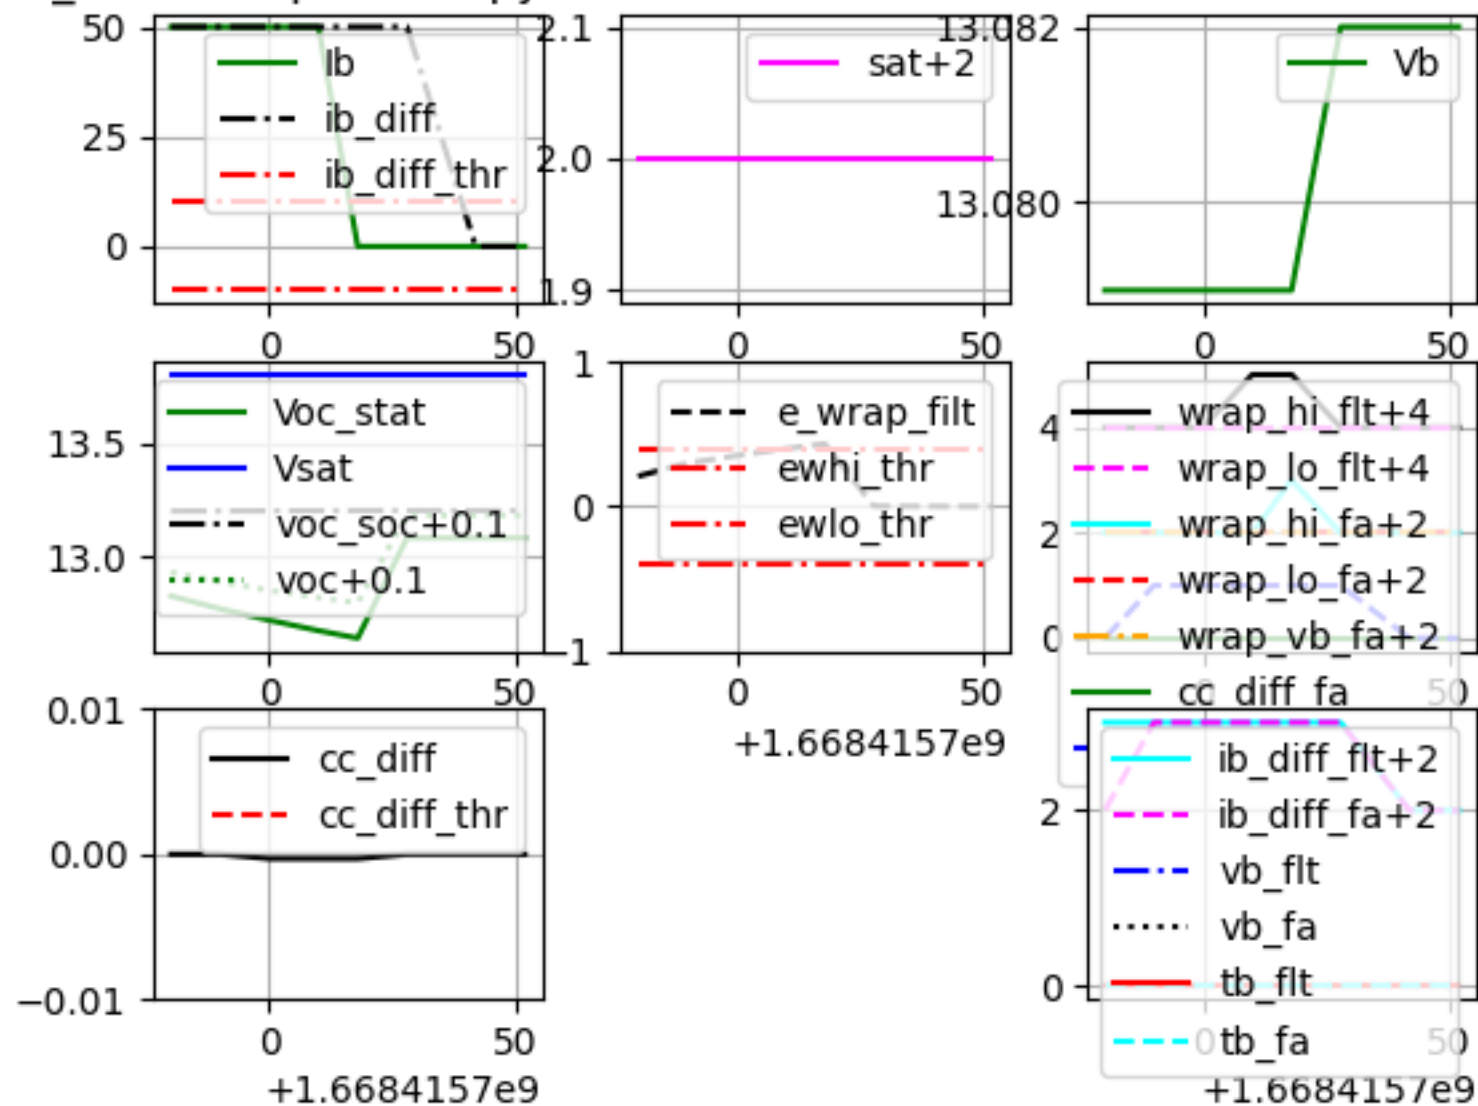 50
25
0
Ib
ib_diff
ib_diff_thr
0
50
2.1
2.0
1.9
sat+2
0
50
13.082
13.080
Vb
0
50
13.5
13.0
Voc_stat
Vsat
voc_soc+0.1
voc+0.1
0
50
1
0
−1
e_wrap_filt
ewhi_thr
ewlo_thr
0
50
+1.6684157e9
4
2
0
wrap_hi_flt+4
wrap_lo_flt+4
wrap_hi_fa+2
wrap_lo_fa+2
wrap_vb_fa+2
cc_diff_fa
50
0.01
0.00
−0.01
cc_diff
cc_diff_thr
0
50
+1.6684157e9
2
0
ib_diff_flt+2
ib_diff_fa+2
vb_flt
vb_fa
tb_flt
tb_fa
0
50
+1.6684157e9